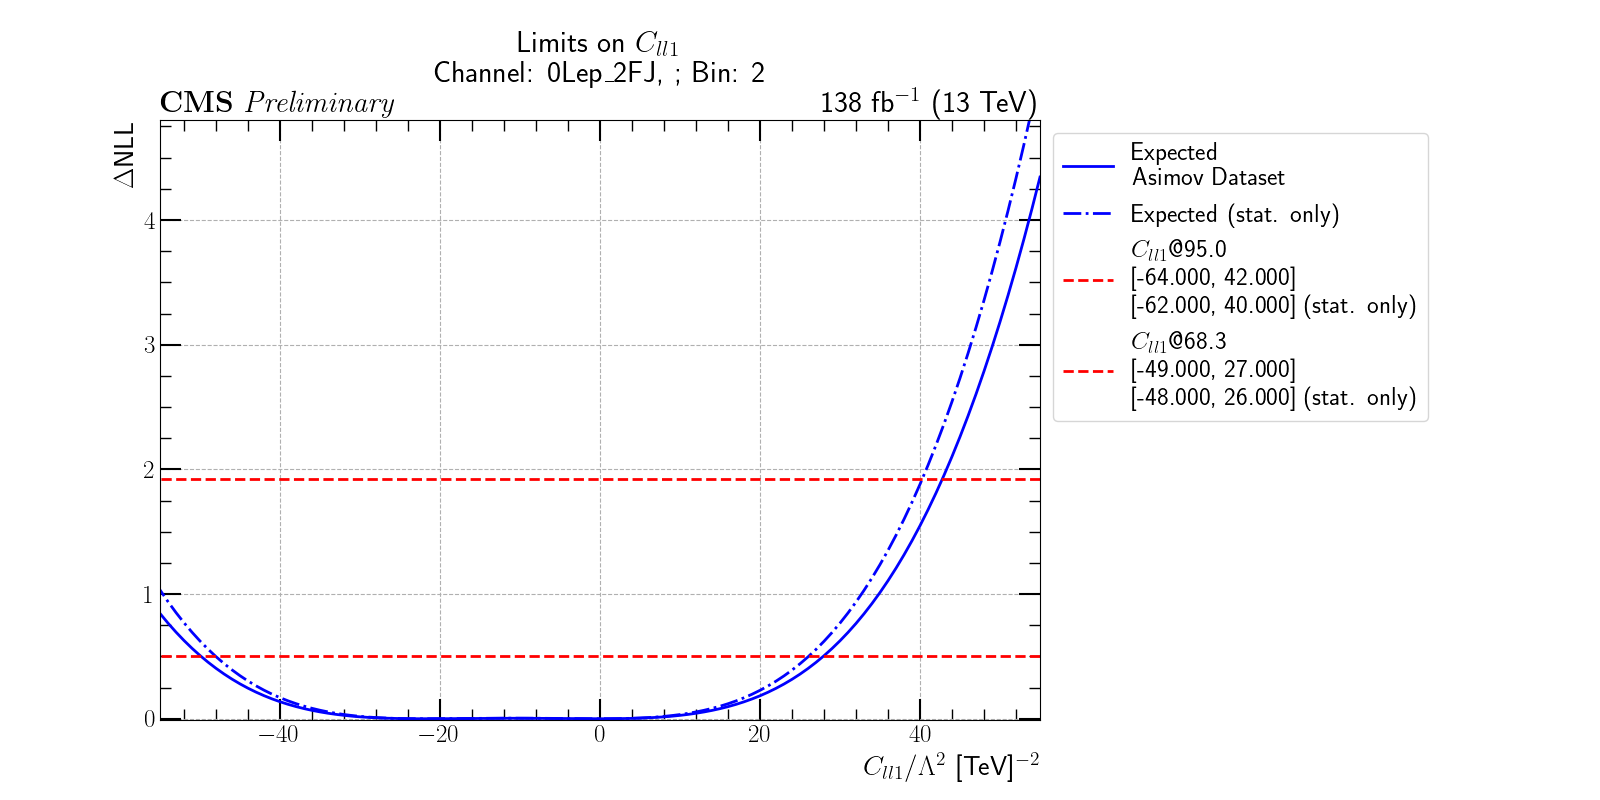 Limits on C_{ll1}
Channel: 0Lep_2FJ, ; Bin: 2
CMS Preliminary
138 fb^{-1} (13 TeV)
ΔNLL
4
3
2
1
0
−40
−20
0
20
40
C_{ll1}/Λ^{2} [TeV]^{-2}
Expected
Asimov Dataset
Expected (stat. only)
C_{ll1}@95.0
[-64.000, 42.000]
[-62.000, 40.000] (stat. only)
C_{ll1}@68.3
[-49.000, 27.000]
[-48.000, 26.000] (stat. only)